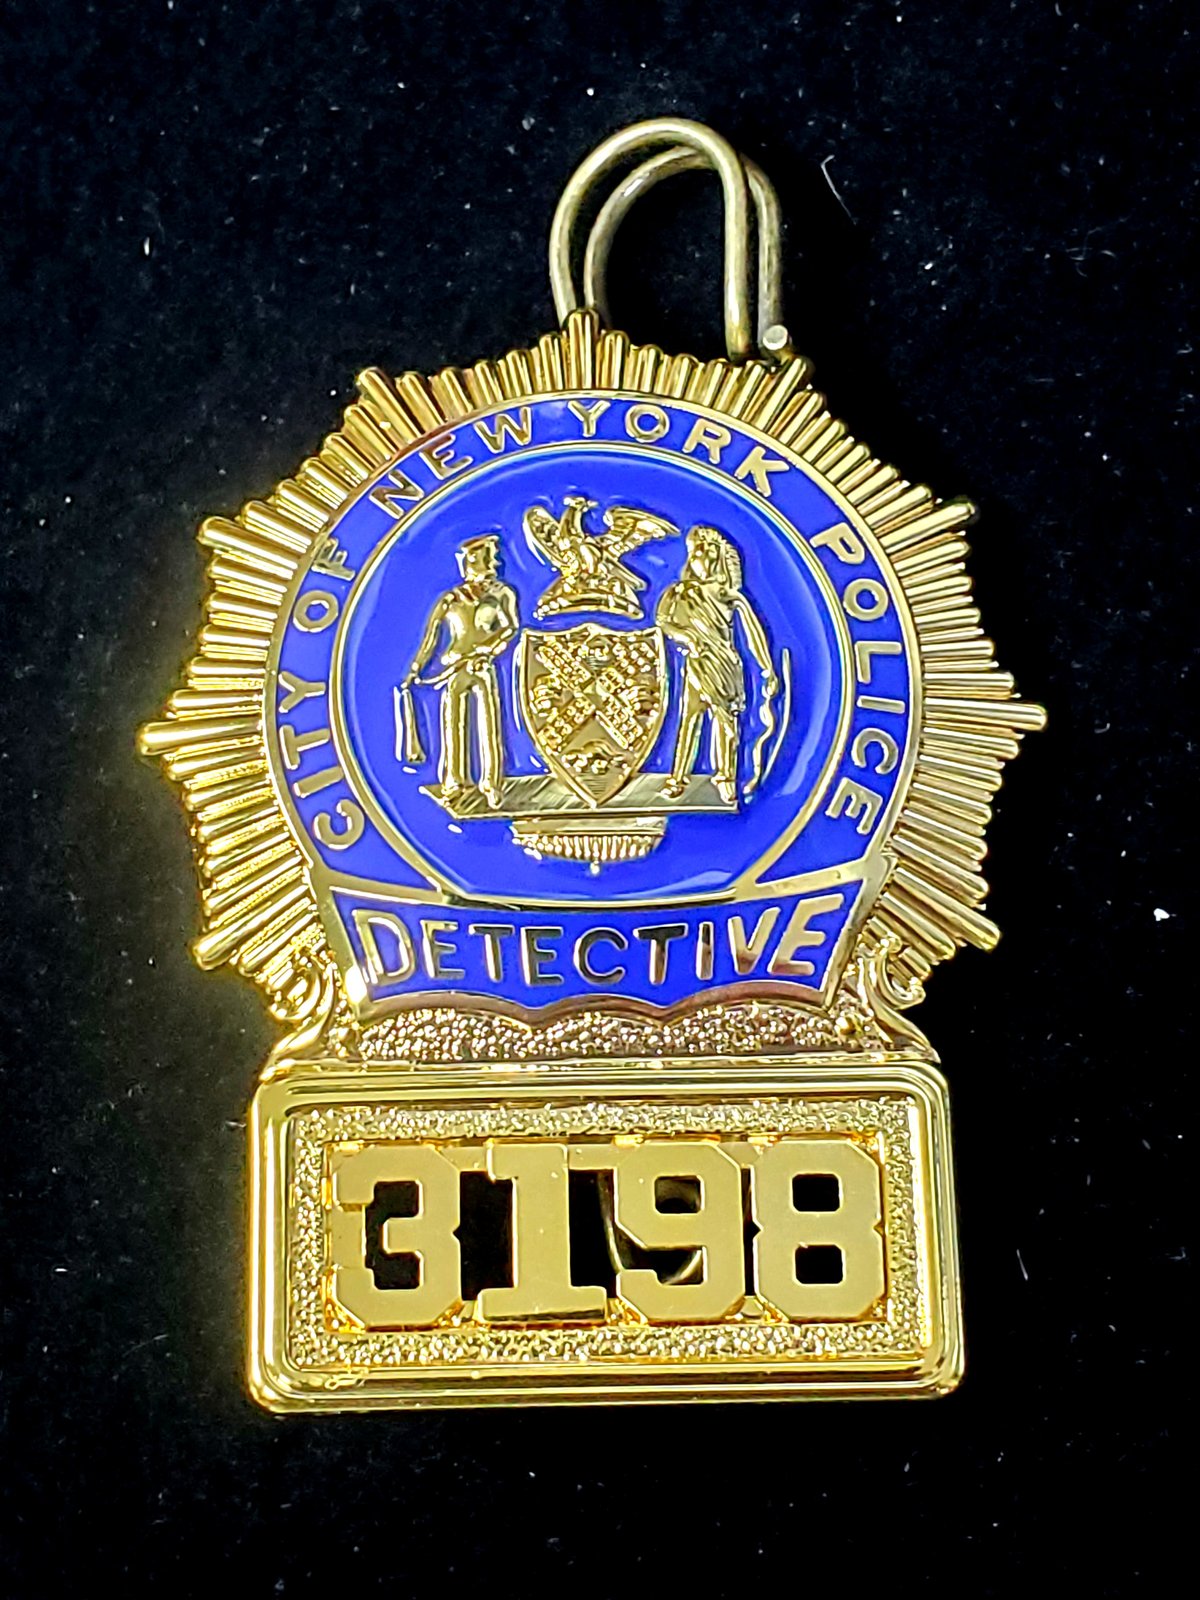 CITY OF NEW YORK POLICE
DETECTIVE
3198